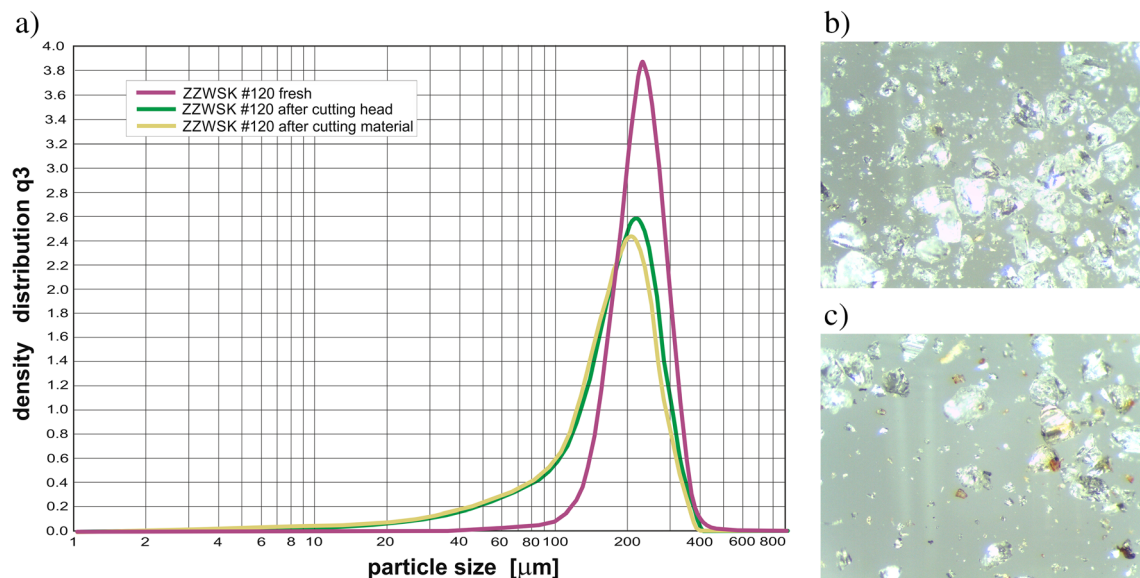 a)
4.0
3.8
3.6
3.4
3.2
3.0
2.8
2.6
2.4
2.2
2.0
1.8
1.6
1.4
1.2
1.0
0.8
0.6
0.4
0.2
0.0
density distribution q3
ZZWSK #120 fresh
ZZWSK #120 after cutting head
ZZWSK #120 after cutting material
1 2 4 6 8 10 20 40 60 80 100 200 400 600 800
particle size [μm]
b)
c)